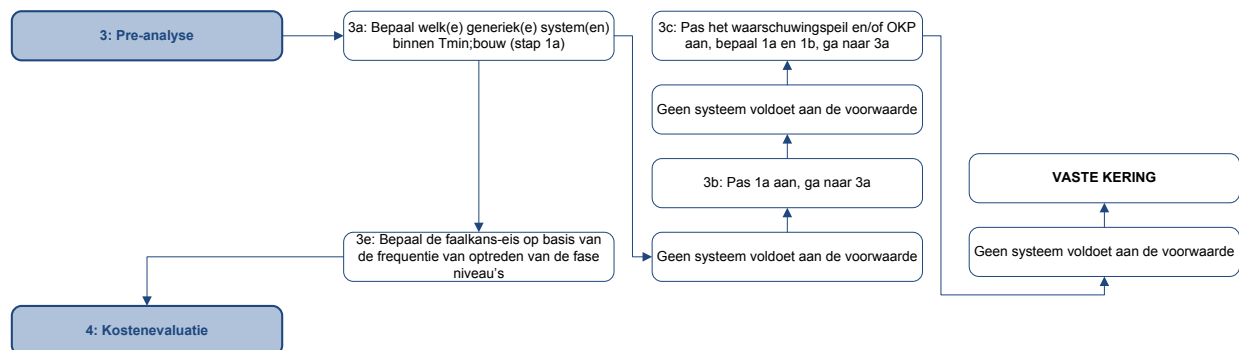 3: Pre-analyse
3a: Bepaal welk(e) generiek(e) system(en)
binnen Tmin;bouw (stap 1a)
3c: Pas het waarschuwingspeil en/of OKP
aan, bepaal 1a en 1b, ga naar 3a
Geen systeem voldoet aan de voorwaarde
3b: Pas 1a aan, ga naar 3a
VASTE KERING
3e: Bepaal de faalkans-eis op basis van
de frequentie van optreden van de fase
niveau's
Geen systeem voldoet aan de voorwaarde
Geen systeem voldoet aan de voorwaarde
4: Kostenevaluatie